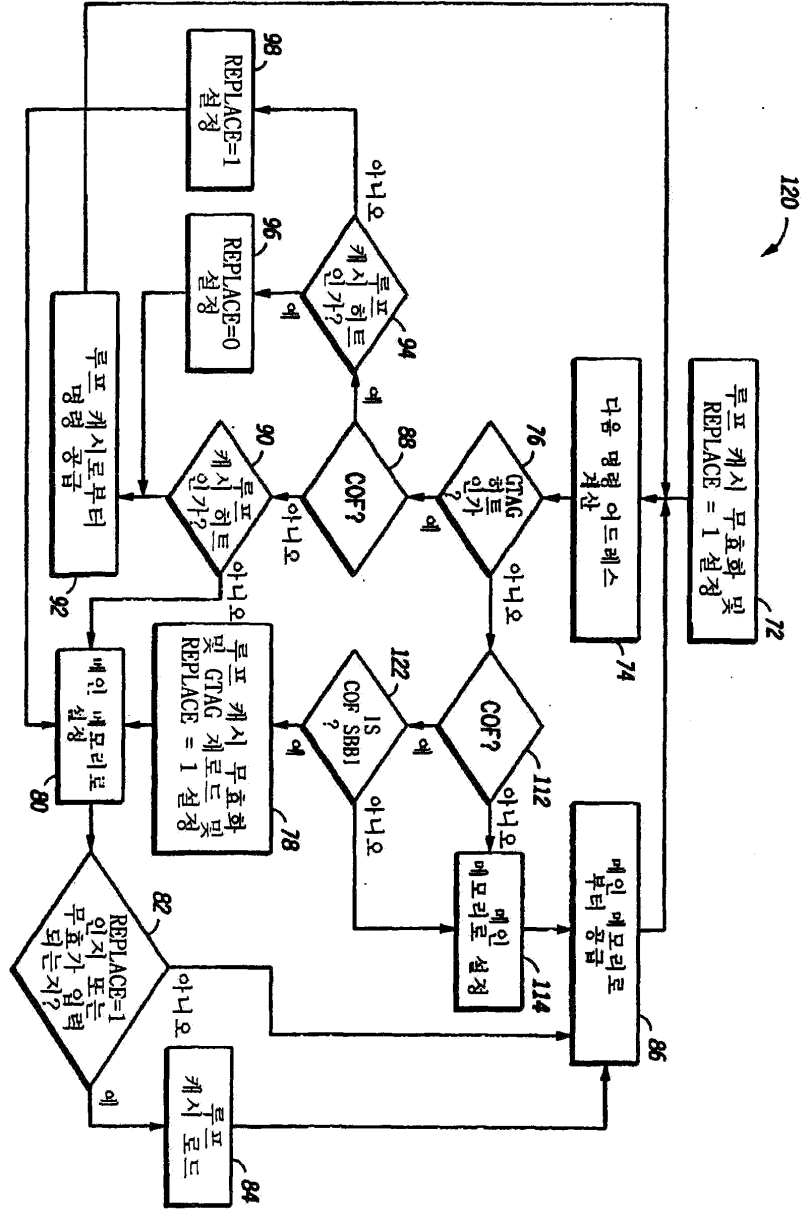 120
루프 캐시 무효화 및
REPLACE = 1 설정
72
다음 명령 어드레스
계산
74
GTAG
히트
인가
?
76
예
아니오
COF?
88
예
아니오
루프
캐시 히트
인가?
94
예
아니오
REPLACE=0
설정
96
REPLACE=1
설정
98
루프
캐시 히트
인가?
90
아니오
루프 캐시로부터
명령 공급
92
COF?
112
예
아니오
IS
COF SBBI
?
122
예
아니오
메인
메모리로 설정
114
루프 캐시 무효화
및 GTAG 재로드 및
REPLACE = 1 설정
78
메인 메모리로
설정
80
REPLACE=1
인지 또는
무효가 입력
되는지?
82
아니오
예
루프
캐시 로드
84
메인 메모리로
부터 공급
86